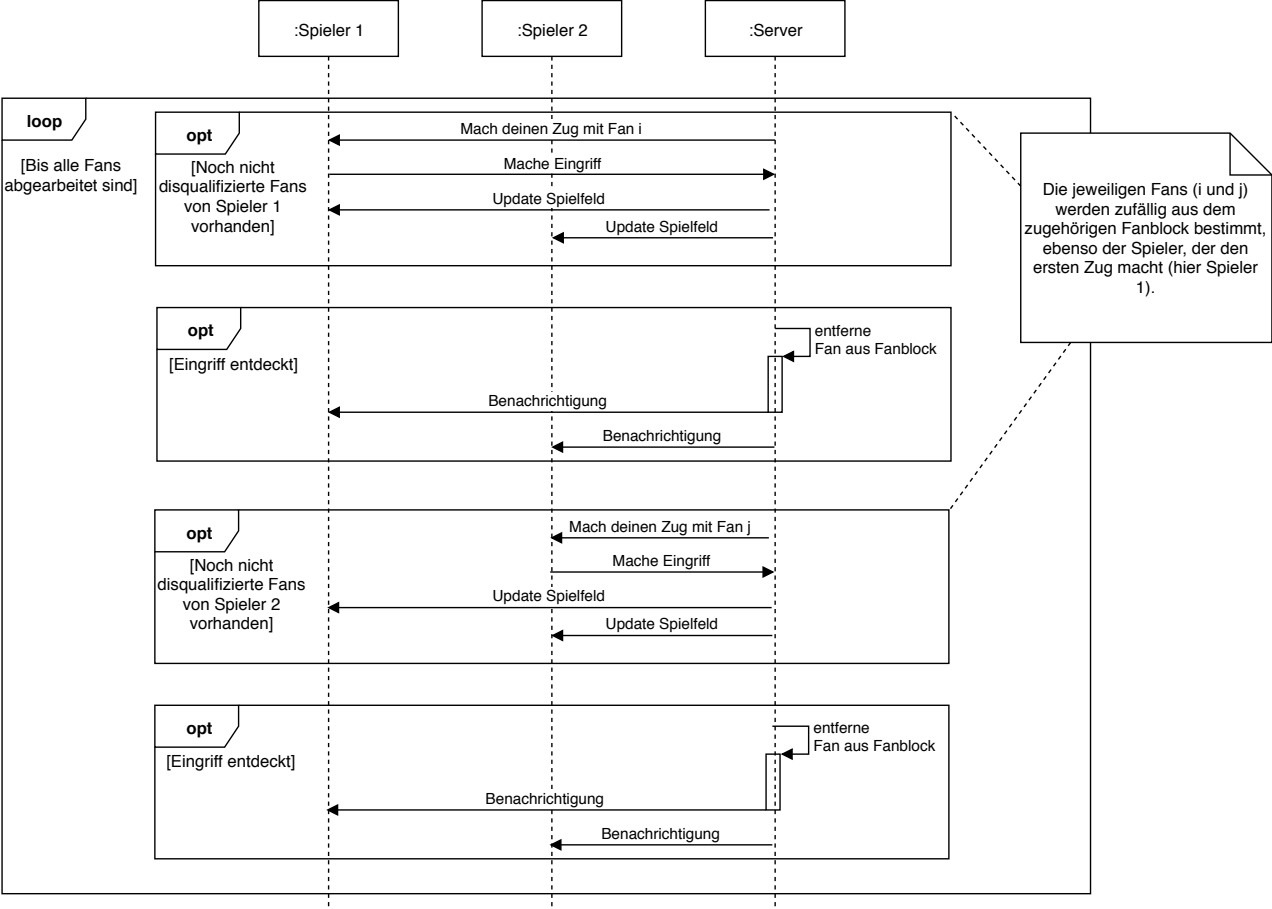 :Spieler 1
:Spieler 2
:Server
loop
[Bis alle Fans
abgearbeitet sind]
opt
[Noch nicht
disqualifizierte Fans
von Spieler 1
vorhanden]
Mach deinen Zug mit Fan i
Mache Eingriff
Update Spielfeld
Update Spielfeld
Die jeweiligen Fans (i und j)
werden zufällig aus dem
zugehörigen Fanblock bestimmt,
ebenso der Spieler, der den
ersten Zug macht (hier Spieler
1).
opt
[Eingriff entdeckt]
entferne
Fan aus Fanblock
Benachrichtigung
Benachrichtigung
opt
[Noch nicht
disqualifizierte Fans
von Spieler 2
vorhanden]
Mach deinen Zug mit Fan j
Mache Eingriff
Update Spielfeld
Update Spielfeld
opt
[Eingriff entdeckt]
entferne
Fan aus Fanblock
Benachrichtigung
Benachrichtigung